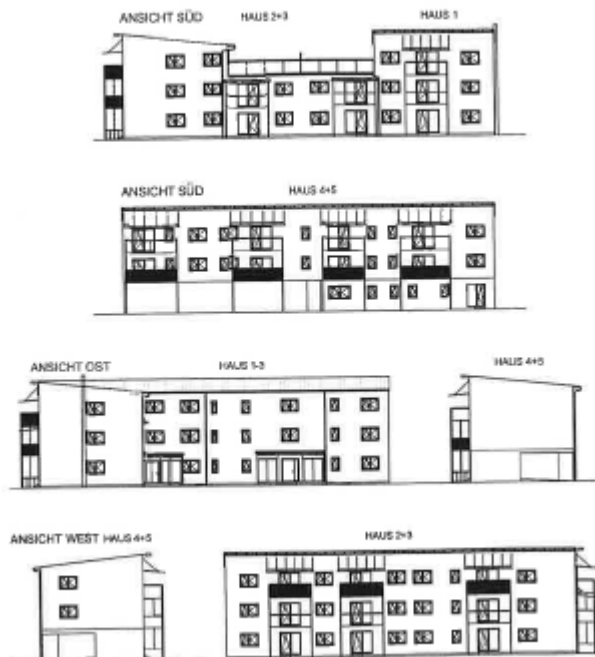 ANSICHT SÜD HAUS 2+3 HAUS 1
ANSICHT SÜD HAUS 4+5
ANSICHT OST HAUS 1-3 HAUS 4+5
ANSICHT WEST HAUS 4+5 HAUS 2+3